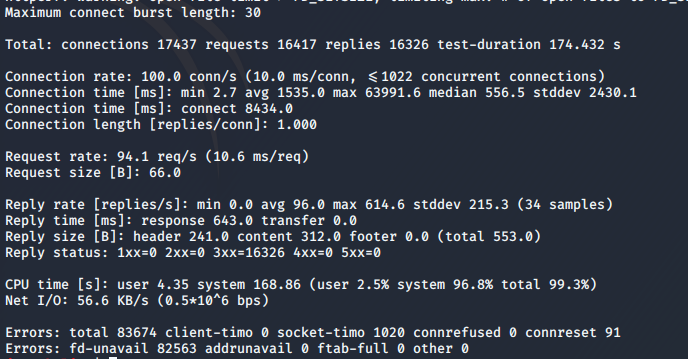 Maximum connect burst length: 30
Total: connections 17437 requests 16417 replies 16326 test-duration 174.432 s
Connection rate: 100.0 conn/s (10.0 ms/conn, <=1022 concurrent connections)
Connection time [ms]: min 2.7 avg 1535.0 max 63991.6 median 556.5 stddev 2430.1
Connection time [ms]: connect 8434.0
Connection length [replies/conn]: 1.000
Request rate: 94.1 req/s (10.6 ms/req)
Request size [B]: 66.0
Reply rate [replies/s]: min 0.0 avg 96.0 max 614.6 stddev 215.3 (34 samples)
Reply time [ms]: response 643.0 transfer 0.0
Reply size [B]: header 241.0 content 312.0 footer 0.0 (total 553.0)
Reply status: 1xx=0 2xx=0 3xx=16326 4xx=0 5xx=0
CPU time [s]: user 4.35 system 168.86 (user 2.5% system 96.8% total 99.3%)
Net I/O: 56.6 KB/s (0.5*10^6 bps)
Errors: total 83674 client-timo 0 socket-timo 1020 connrefused 0 connreset 91
Errors: fd-unavail 82563 addrunavail 0 ftab-full 0 other 0